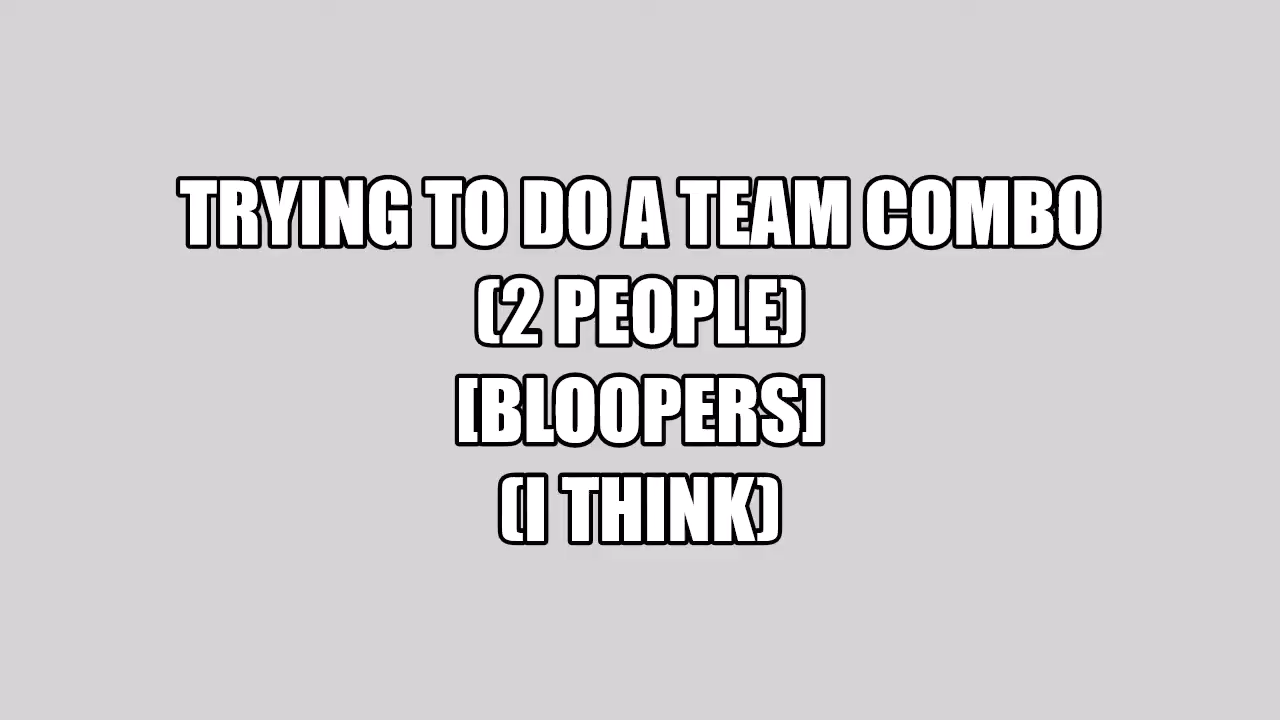 TRYING TO DO A TEAM COMBO
(2 PEOPLE)
[BLOOPERS]
(I THINK)